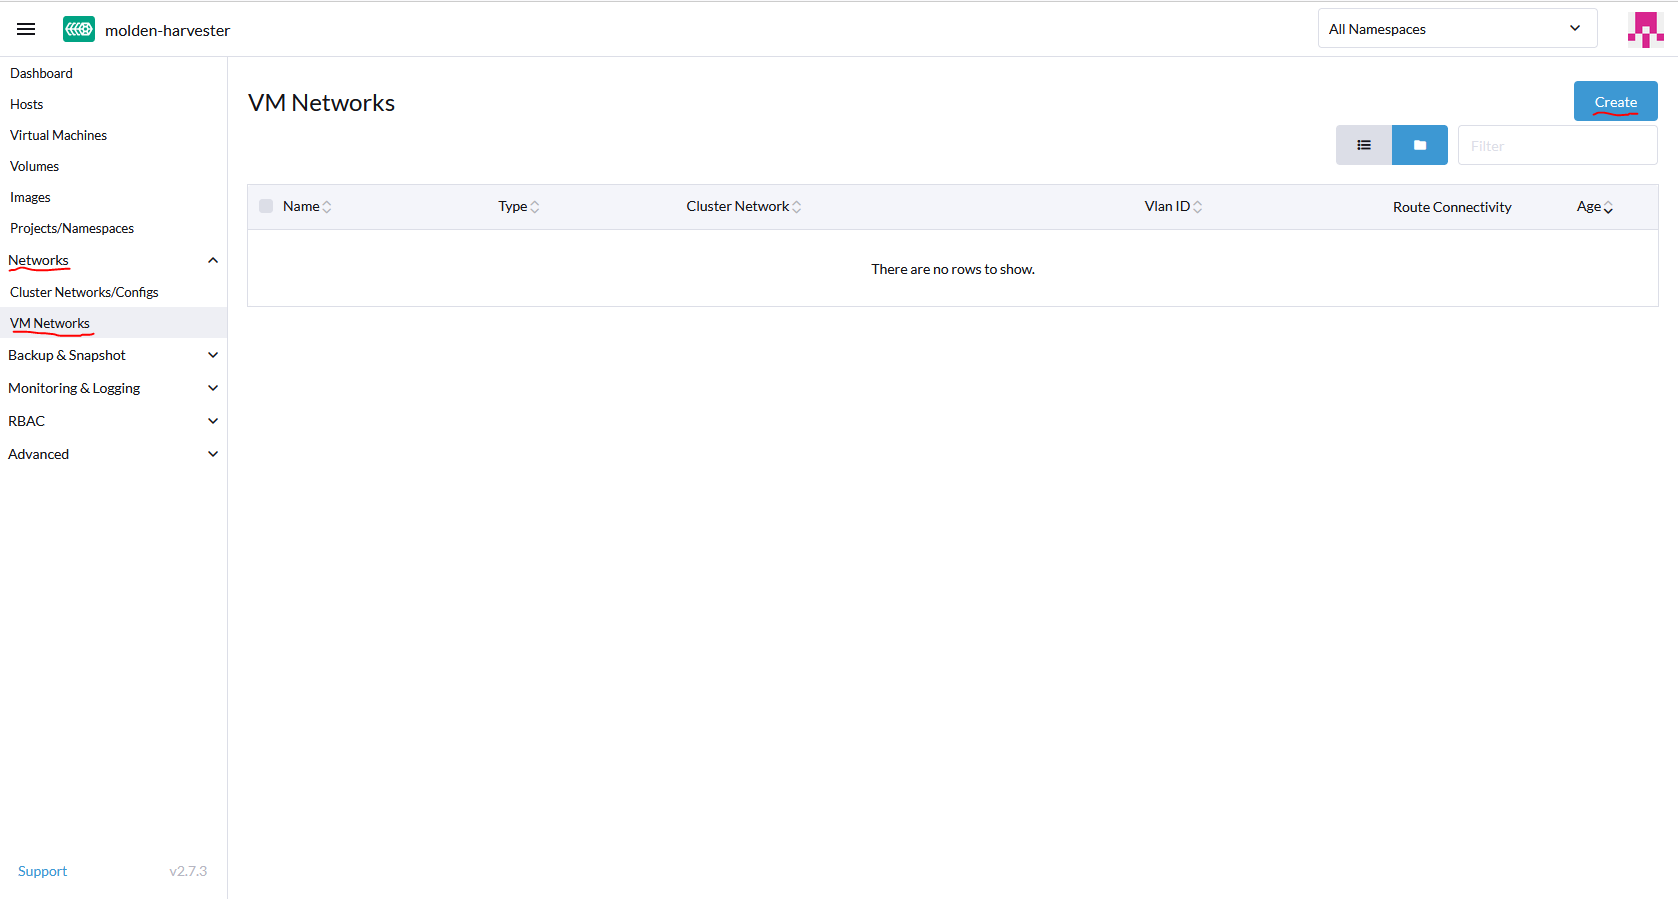 molden-harvester
All Namespaces
Dashboard
Hosts
Virtual Machines
Volumes
Images
Projects/Namespaces
Networks
Cluster Networks/Configs
VM Networks
Backup & Snapshot
Monitoring & Logging
RBAC
Advanced
Support
v2.7.3
VM Networks
Create
Filter
Name Type Cluster Network Vlan ID Route Connectivity Age
There are no rows to show.